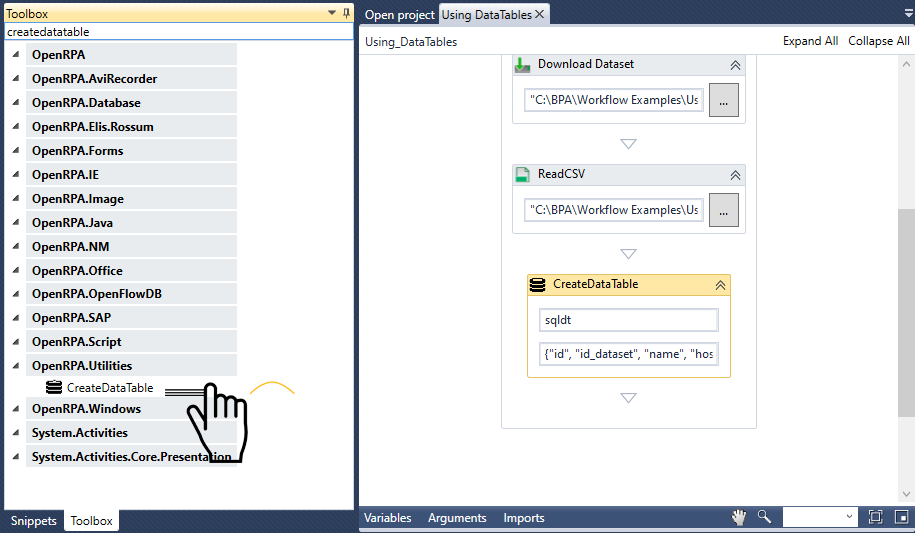 Toolbox
createdatatable
OpenRPA
OpenRPA.AviRecorder
OpenRPA.Database
OpenRPA.Elis.Rossum
OpenRPA.Forms
OpenRPA.IE
OpenRPA.Image
OpenRPA.Java
OpenRPA.NM
OpenRPA.Office
OpenRPA.OpenFlowDB
OpenRPA.SAP
OpenRPA.Script
OpenRPA.Utilities
CreateDataTable
OpenRPA.Windows
System.Activities
System.Activities.Core.Presentation
Snippets Toolbox
Open project Using DataTables
Using_DataTables Expand All Collapse All
Download Dataset
"C:\BPA\Workflow Examples\Us ...
ReadCSV
"C:\BPA\Workflow Examples\Us ...
CreateDataTable
sqldt
{"id", "id_dataset", "name", "hos
Variables Arguments Imports